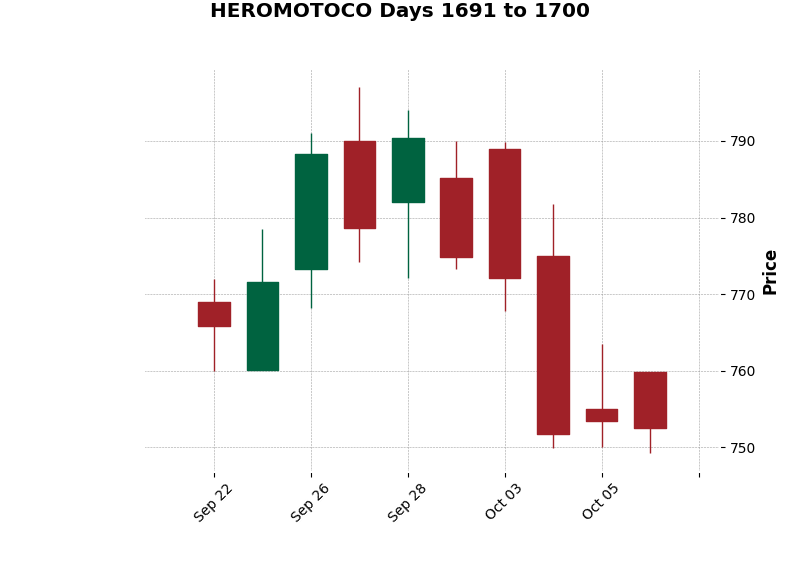 HEROMOTOCO Days 1691 to 1700
790
780
770
760
750
Price
Sep 22
Sep 26
Sep 28
Oct 03
Oct 05